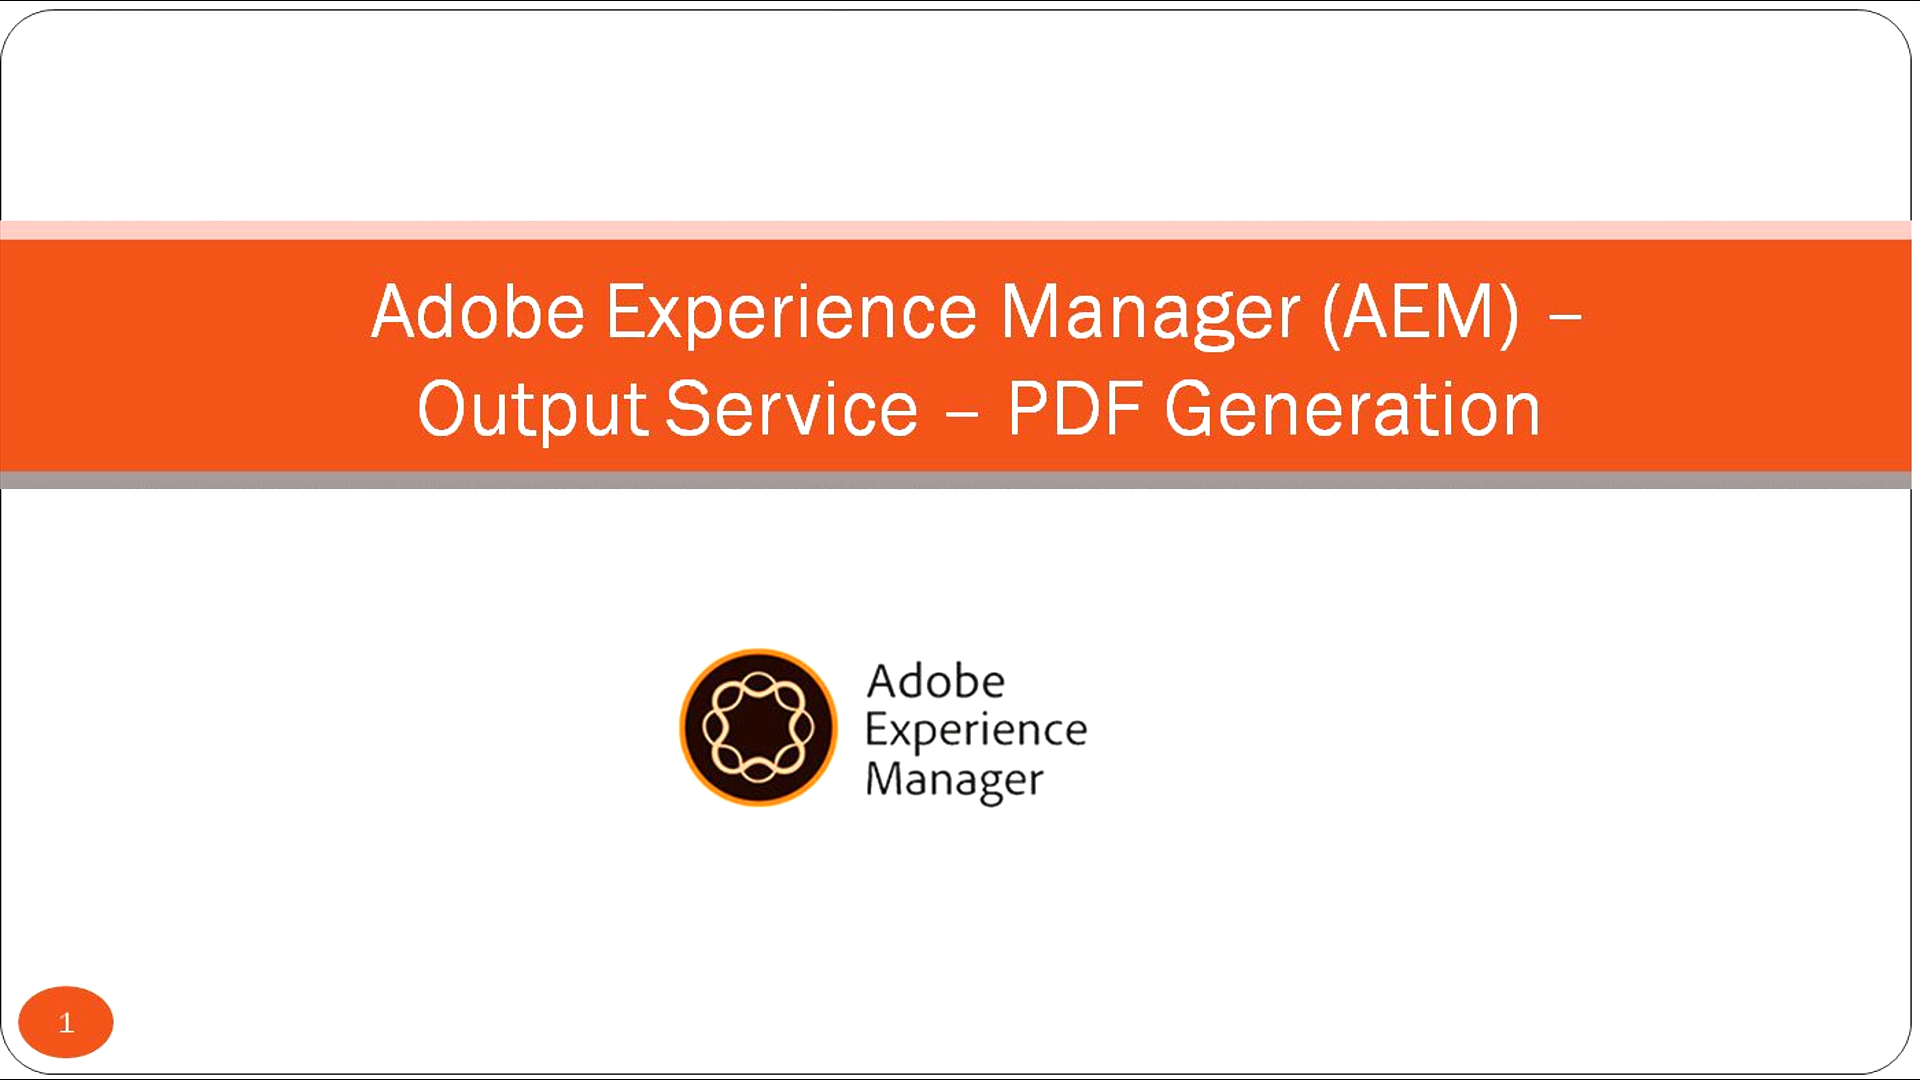 Adobe Experience Manager (AEM) –
Output Service – PDF Generation
Adobe
Experience
Manager
1